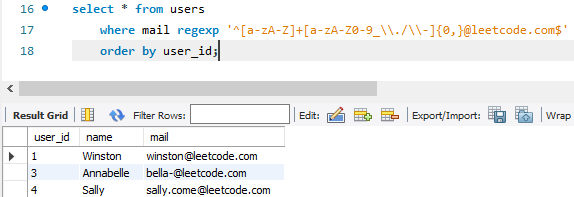 16 select * from users
17 where mail regexp '^[a-zA-Z]+[a-zA-Z0-9_\\./\\-]{0,}@leetcode.com$'
18 order by user_id;
Result Grid Filter Rows: Edit: Export/Import: Wrap
user_id name mail
1 Winston winston@leetcode.com
3 Annabelle bella-@leetcode.com
4 Sally sally.come@leetcode.com